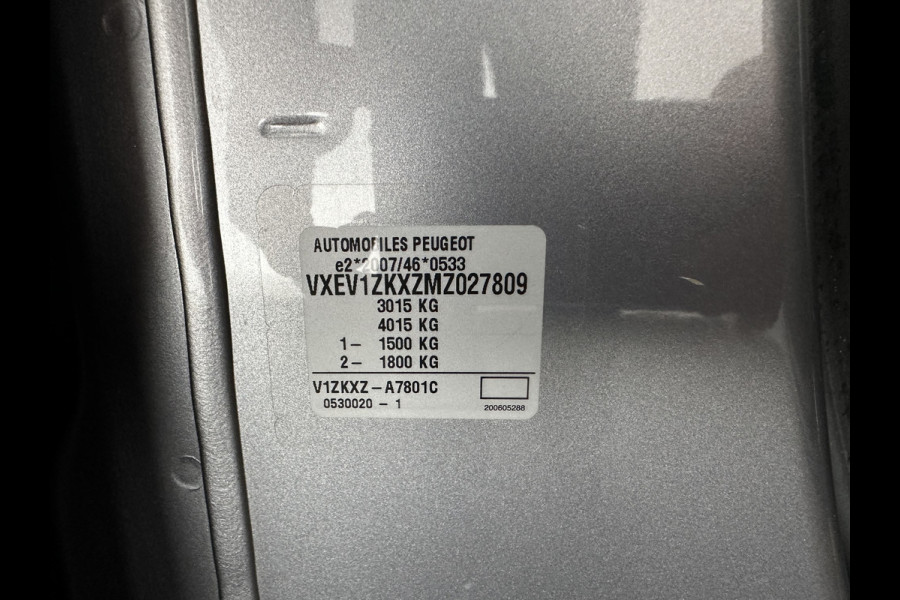 AUTOMOBILES PEUGEOT
e2*2007/46*0533
VXEV1ZKXZMZ027809
3015 KG
4015 KG
1- 1500 KG
2- 1800 KG
V1ZKXZ-A7801C
0530020 - 1
200605288